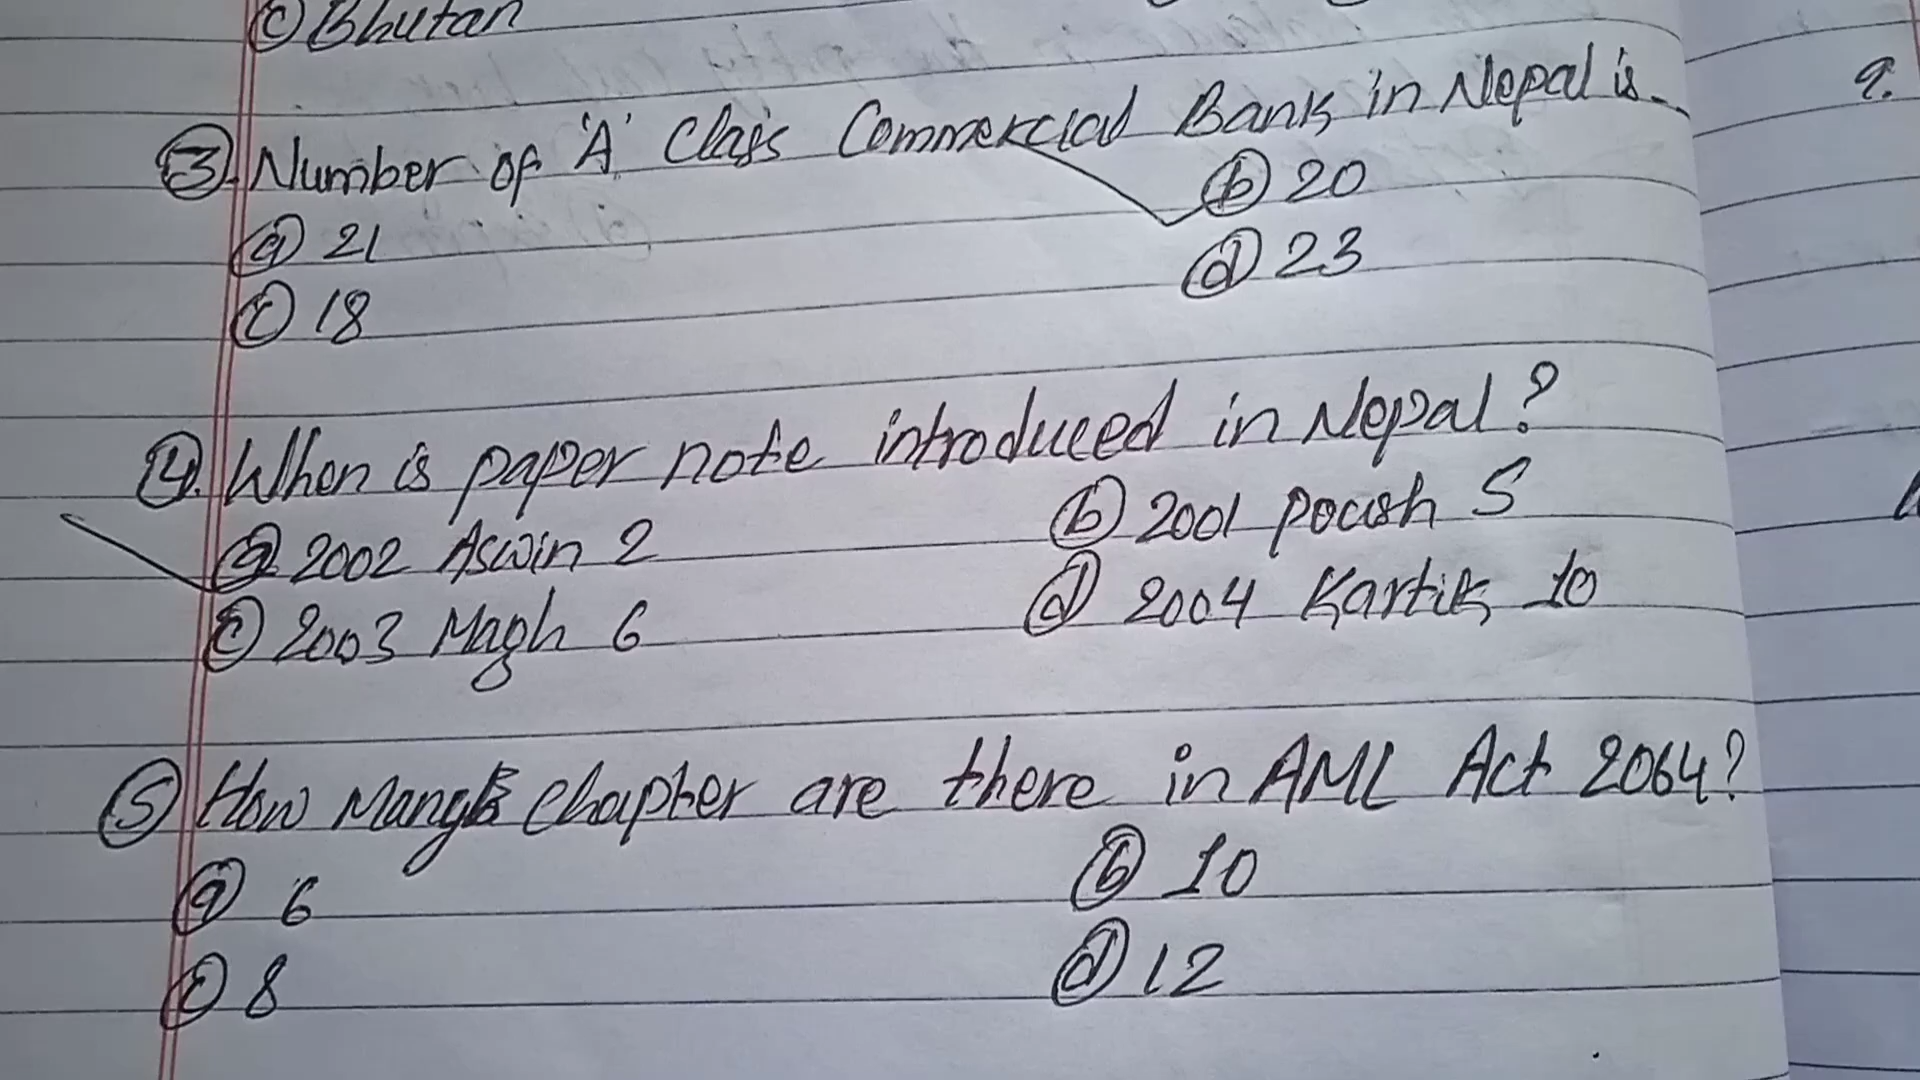 (c) Bhutan
(3). Number of 'A' Class Commercial Bank in Nepal is
(a) 21 (b) 20
(c) 18 (d) 23
(4). When is paper note introduced in Nepal?
(a) 2002 Aswin 2 (b) 2001 poush 5
(c) 2003 Magh 6 (d) 2004 Kartik 10
(5) How Many chapter are there in AML Act 2064?
(a) 6 (b) 10
(c) 8 (d) 12
9.